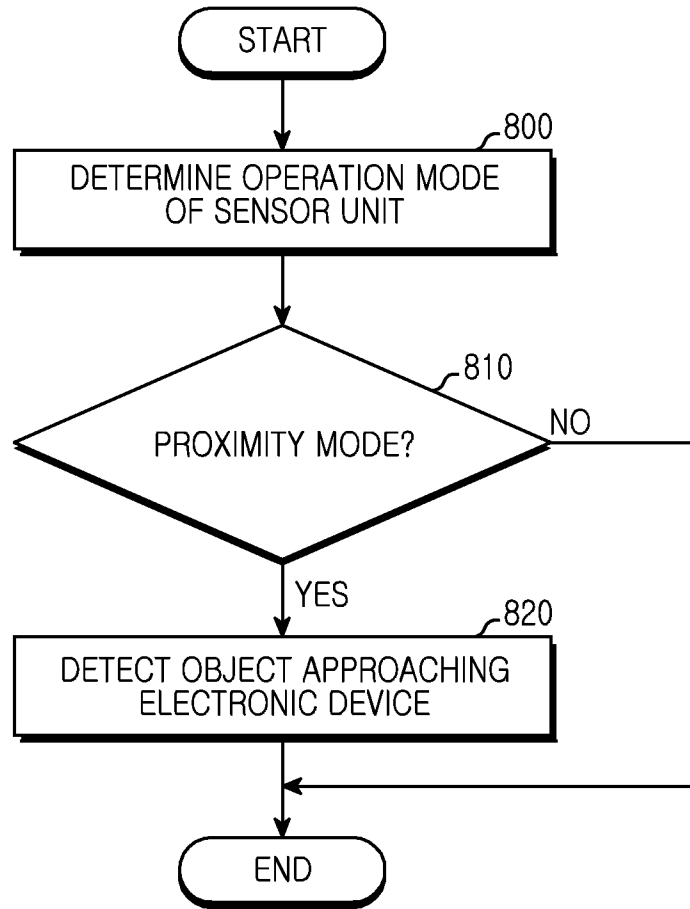 START
800
DETERMINE OPERATION MODE
OF SENSOR UNIT
810
PROXIMITY MODE?
NO
YES
820
DETECT OBJECT APPROACHING
ELECTRONIC DEVICE
END